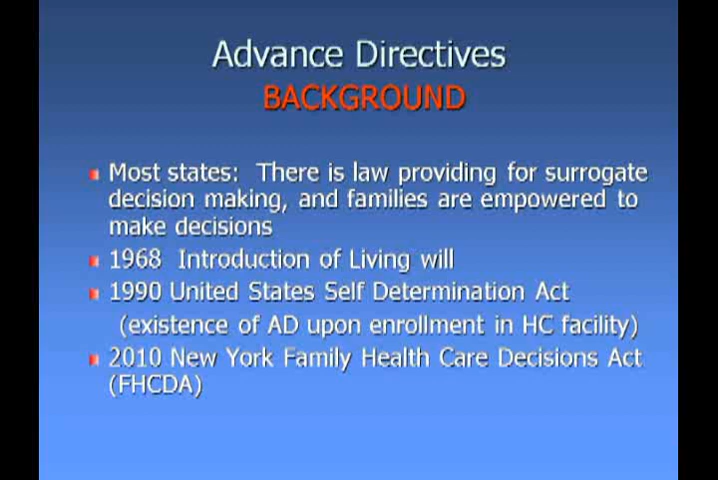 Advance Directives
BACKGROUND
Most states: There is law providing for surrogate
decision making, and families are empowered to
make decisions
1968 Introduction of Living will
1990 United States Self Determination Act
(existence of AD upon enrollment in HC facility)
2010 New York Family Health Care Decisions Act
(FHCDA)